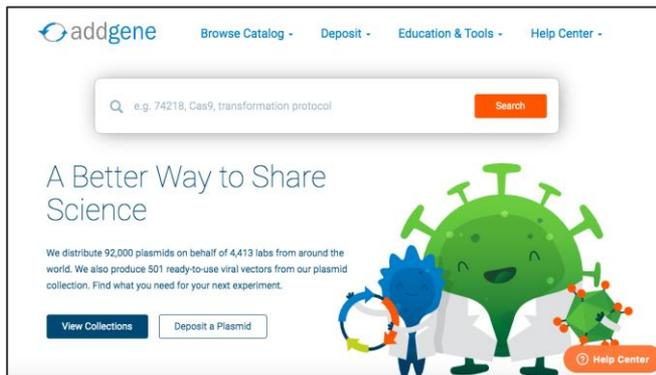 addgene
Browse Catalog -
Deposit -
Education & Tools -
Help Center -
e.g. 74218, Cas9, transformation protocol
Search
A Better Way to Share
Science
We distribute 92,000 plasmids on behalf of 4,413 labs from around the
world. We also produce 501 ready-to-use viral vectors from our plasmid
collection. Find what you need for your next experiment.
View Collections
Deposit a Plasmid
Help Center